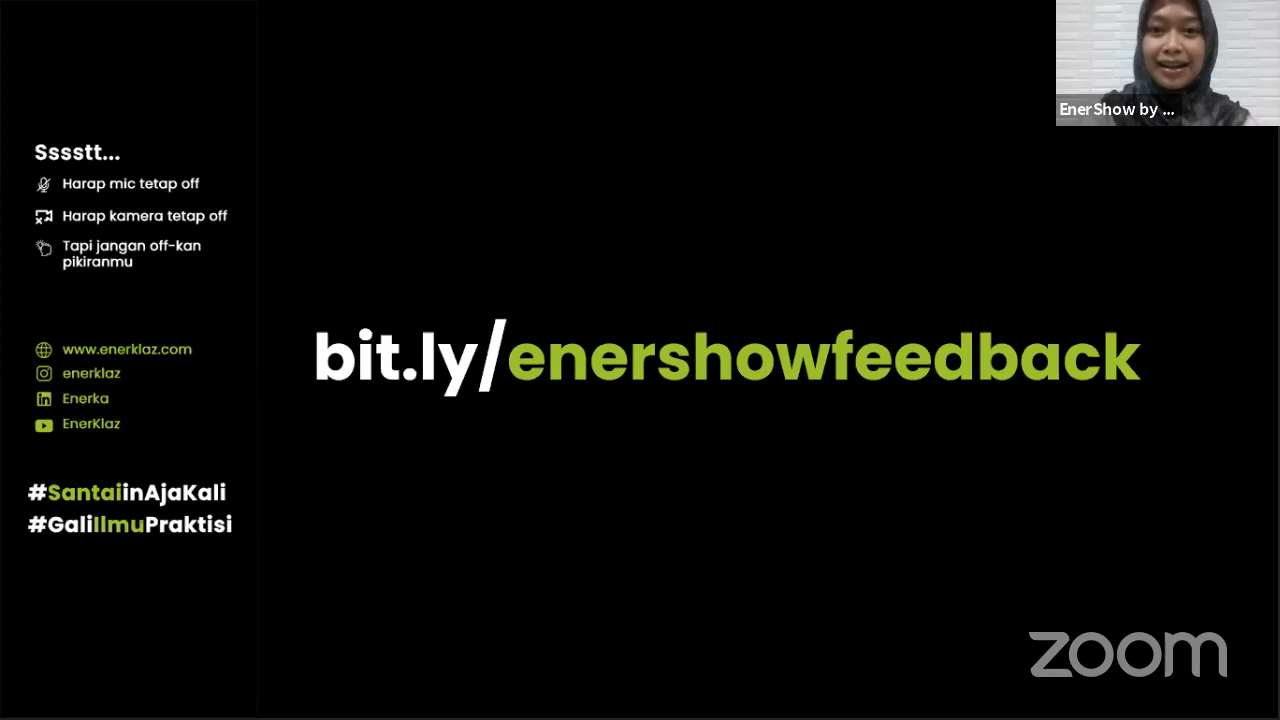 Sssstt...
Harap mic tetap off
Harap kamera tetap off
Tapi jangan off-kan
pikiranmu
www.enerklaz.com
enerklaz
Enerka
EnerKlaz
#SantaiinAjaKali
#GaliIlmuPraktisi
bit.ly/enershowfeedback
EnerShow by ...
zoom